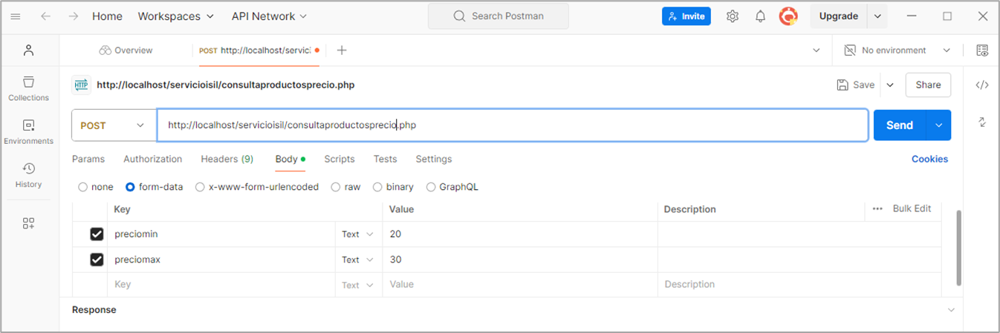 Home Workspaces API Network Search Postman Invite Upgrade
Overview POST http://localhost/servici No environment
HTTP http://localhost/servicioisil/consultaproductosprecio.php Save Share
Collections
POST http://localhost/servicioisil/consultaproductosprecio.php Send
Environments
Params Authorization Headers (9) Body Scripts Tests Settings Cookies
History
none form-data x-www-form-urlencoded raw binary GraphQL
Key Value Description Bulk Edit
preciomin Text 20
preciomax Text 30
Key Text Value Description
Response